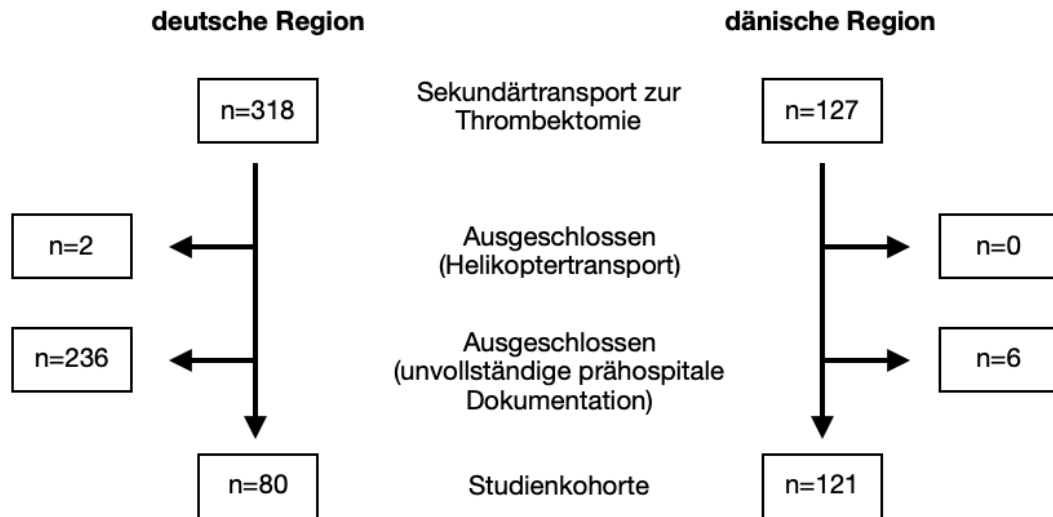 deutsche Region
dänische Region
n=318
Sekundärtransport zur
Thrombektomie
n=127
n=2
Ausgeschlossen
(Helikoptertransport)
n=0
n=236
Ausgeschlossen
(unvollständige prähospitale
Dokumentation)
n=6
n=80
Studienkohorte
n=121